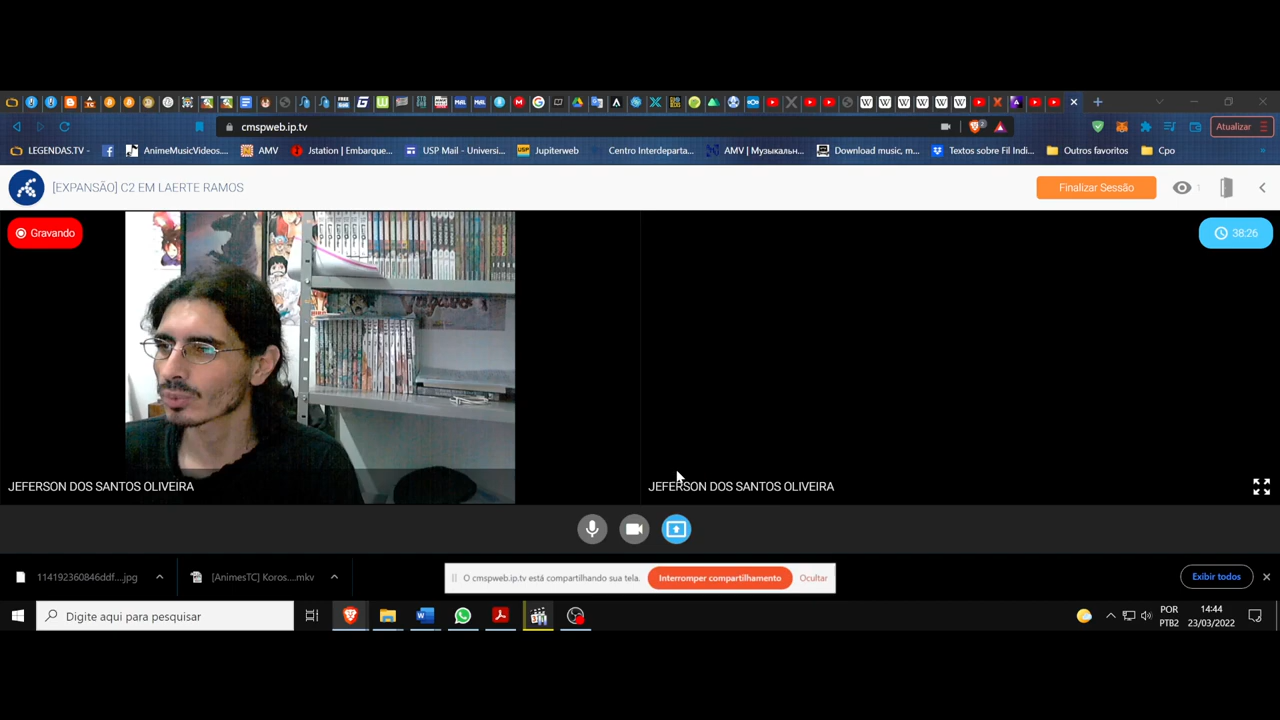 cmspweb.ip.tv
2
Atualizar
LEGENDAS.TV -
AnimeMusicVideos...
AMV
Jstation | Embarque...
USP Mail - Universi...
Jupiterweb
Centro Interdeparta...
AMV | Музыкальн...
Download music, m...
Textos sobre Fil Indi...
Outros favoritos
Cpo
[EXPANSÃO] C2 EM LAERTE RAMOS
Finalizar Sessão
1
Gravando
38:26
JEFERSON DOS SANTOS OLIVEIRA
JEFERSON DOS SANTOS OLIVEIRA
114192360846ddf....jpg
[AnimesTC] Koros....mkv
O cmspweb.ip.tv está compartilhando sua tela.
Interromper compartilhamento
Ocultar
Exibir todos
Digite aqui para pesquisar
POR
PTB2
14:44
23/03/2022